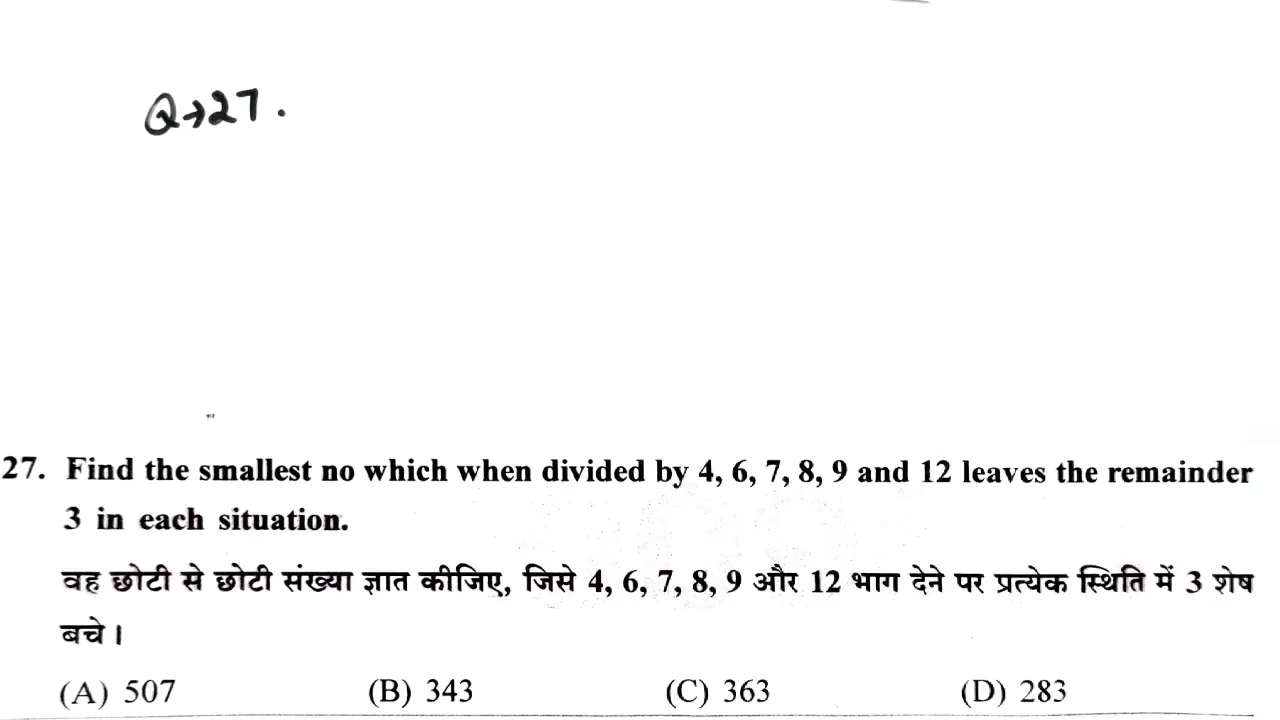 Q→27.
27. Find the smallest no which when divided by 4, 6, 7, 8, 9 and 12 leaves the remainder
3 in each situation.
वह छोटी से छोटी संख्या ज्ञात कीजिए, जिसे 4, 6, 7, 8, 9 और 12 भाग देने पर प्रत्येक स्थिति में 3 शेष
बचे।
(A) 507 (B) 343 (C) 363 (D) 283